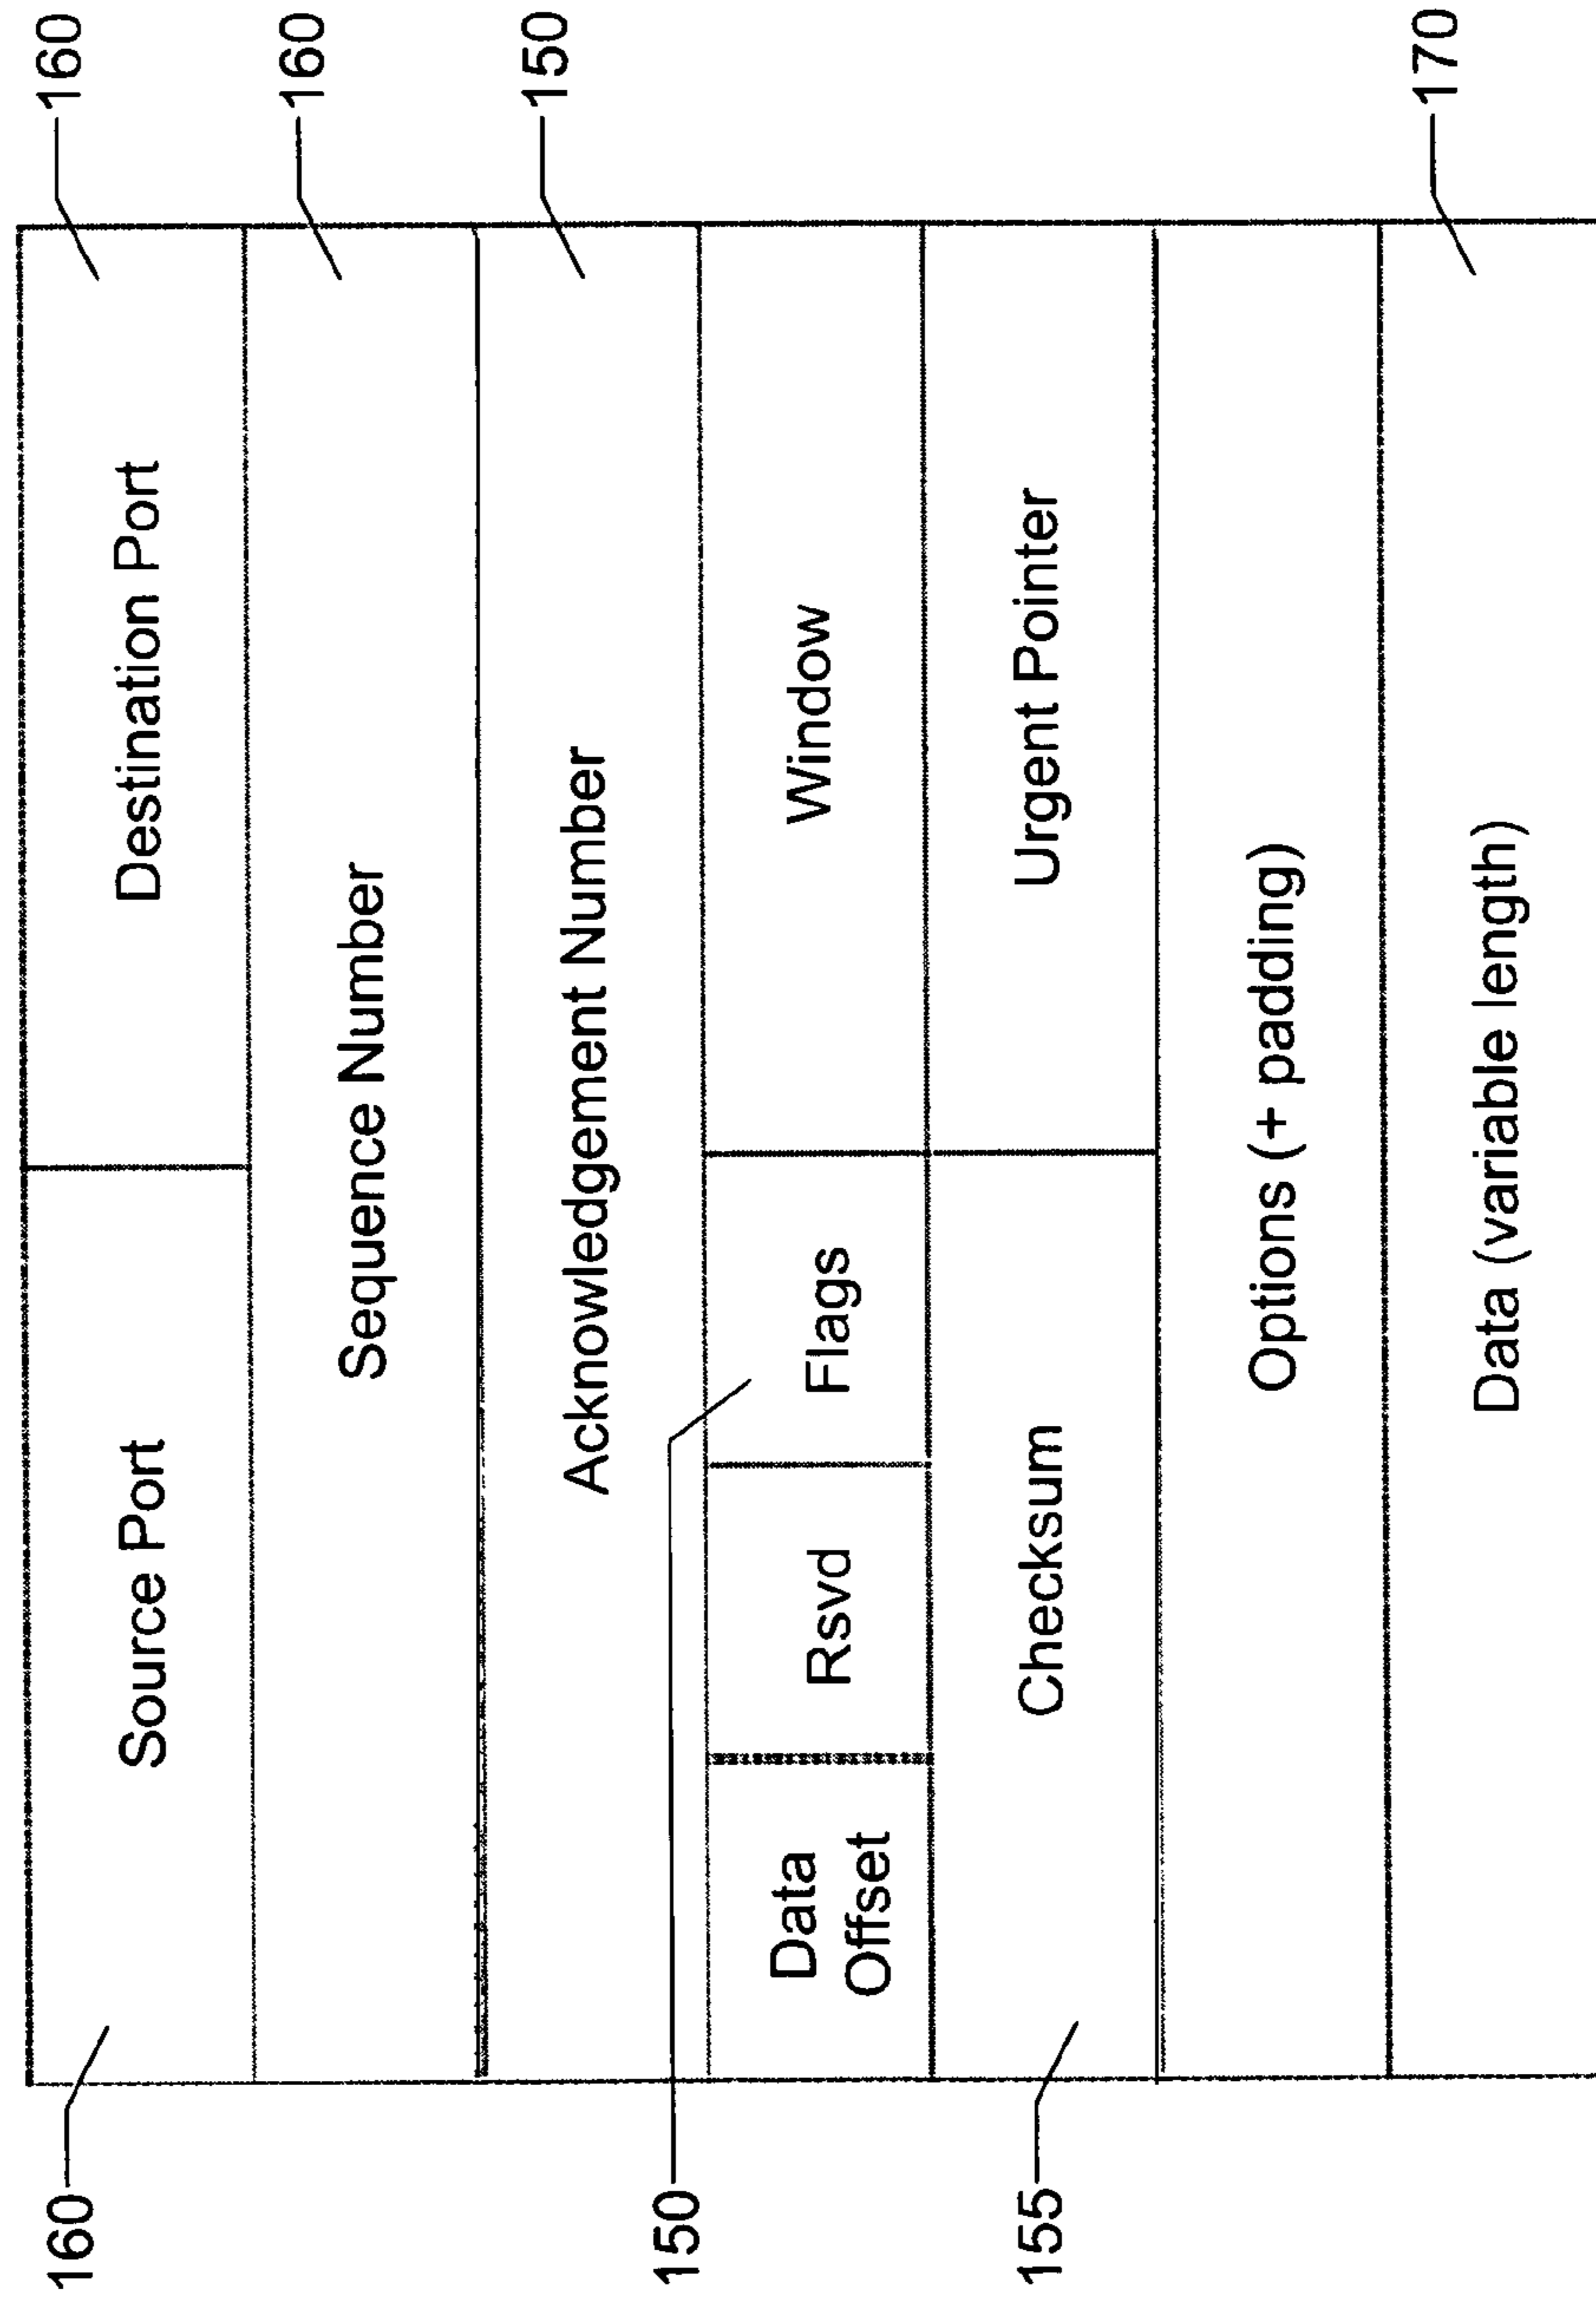 160
Source Port
Destination Port
160
Sequence Number
160
Acknowledgement Number
150
150
Data
Offset
Rsvd
Flags
Window
155
Checksum
Urgent Pointer
Options (+ padding)
Data (variable length)
170